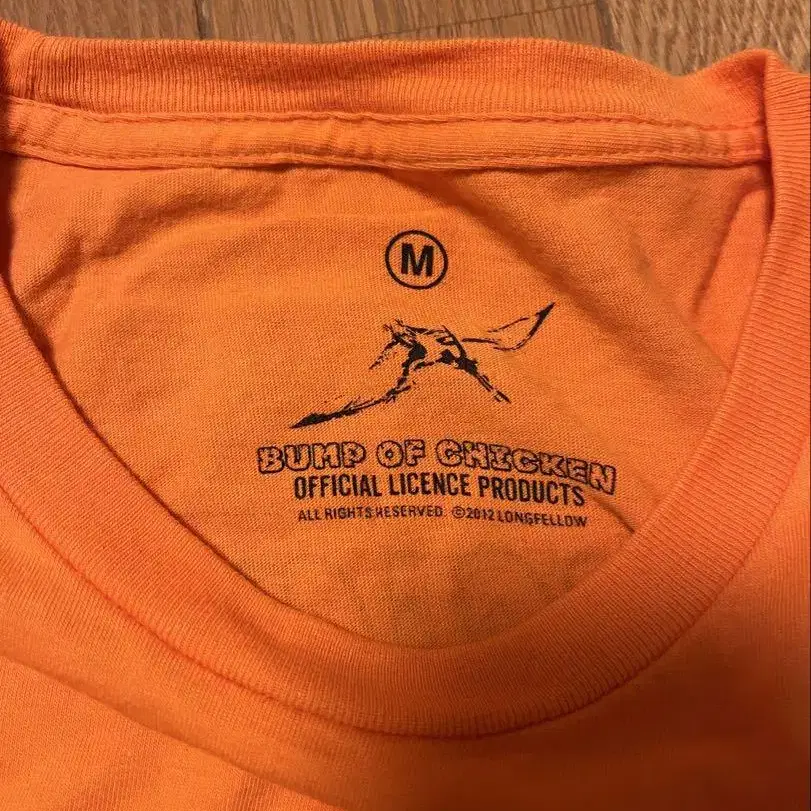 M
BUMP OF CHICKEN
OFFICIAL LICENCE PRODUCTS
ALL RIGHTS RESERVED. ©2012 LONGFELLOW